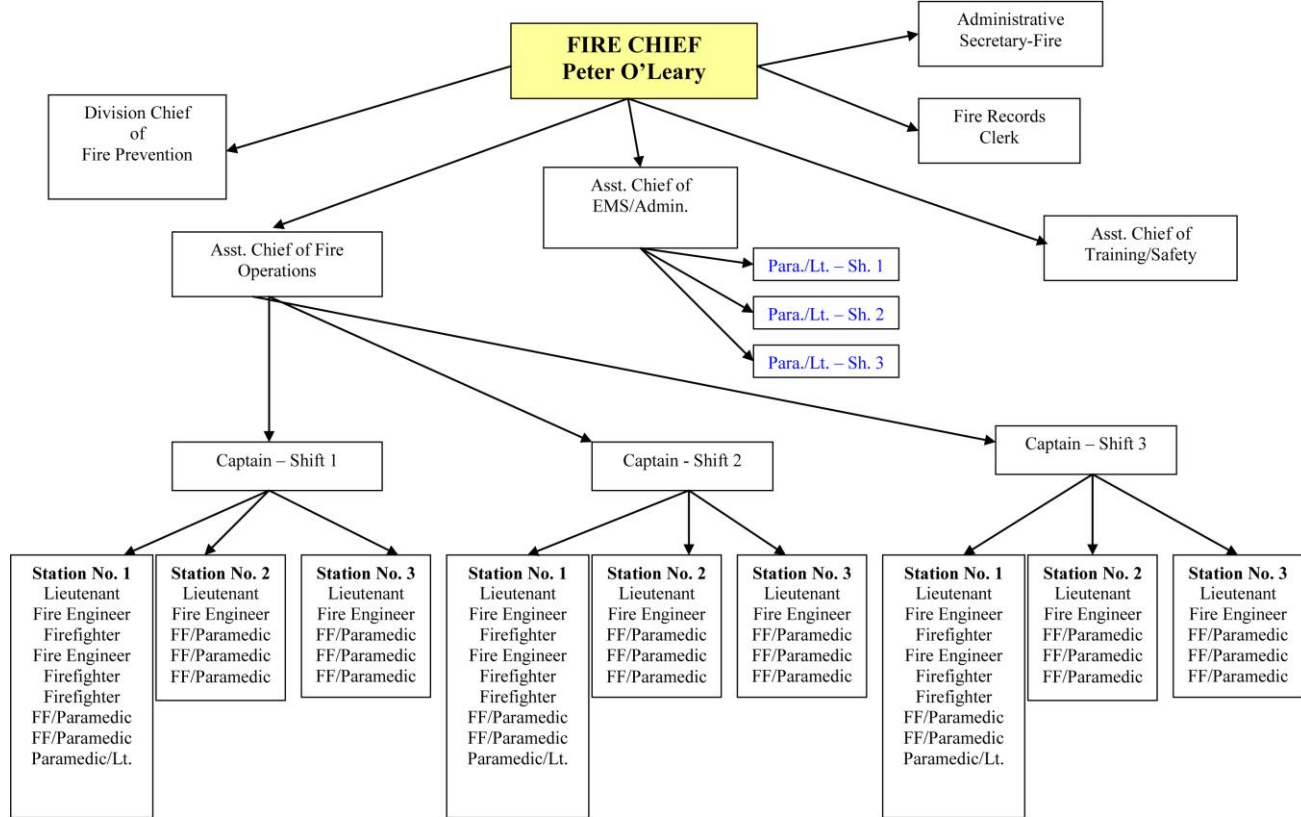 FIRE CHIEF
Peter O’Leary
Administrative
Secretary-Fire
Division Chief
of
Fire Prevention
Fire Records
Clerk
Asst. Chief of
EMS/Admin.
Asst. Chief of Fire
Operations
Asst. Chief of
Training/Safety
Para./Lt. – Sh. 1
Para./Lt. – Sh. 2
Para./Lt. – Sh. 3
Captain – Shift 1
Captain - Shift 2
Captain – Shift 3
Station No. 1
Lieutenant
Fire Engineer
Firefighter
Fire Engineer
Firefighter
Firefighter
FF/Paramedic
FF/Paramedic
Paramedic/Lt.
Station No. 2
Lieutenant
Fire Engineer
FF/Paramedic
FF/Paramedic
FF/Paramedic
Station No. 3
Lieutenant
Fire Engineer
FF/Paramedic
FF/Paramedic
FF/Paramedic
Station No. 1
Lieutenant
Fire Engineer
Firefighter
Fire Engineer
Firefighter
Firefighter
FF/Paramedic
FF/Paramedic
Paramedic/Lt.
Station No. 2
Lieutenant
Fire Engineer
FF/Paramedic
FF/Paramedic
FF/Paramedic
Station No. 3
Lieutenant
Fire Engineer
FF/Paramedic
FF/Paramedic
FF/Paramedic
Station No. 1
Lieutenant
Fire Engineer
Firefighter
Fire Engineer
Firefighter
Firefighter
FF/Paramedic
FF/Paramedic
Paramedic/Lt.
Station No. 2
Lieutenant
Fire Engineer
FF/Paramedic
FF/Paramedic
FF/Paramedic
Station No. 3
Lieutenant
Fire Engineer
FF/Paramedic
FF/Paramedic
FF/Paramedic